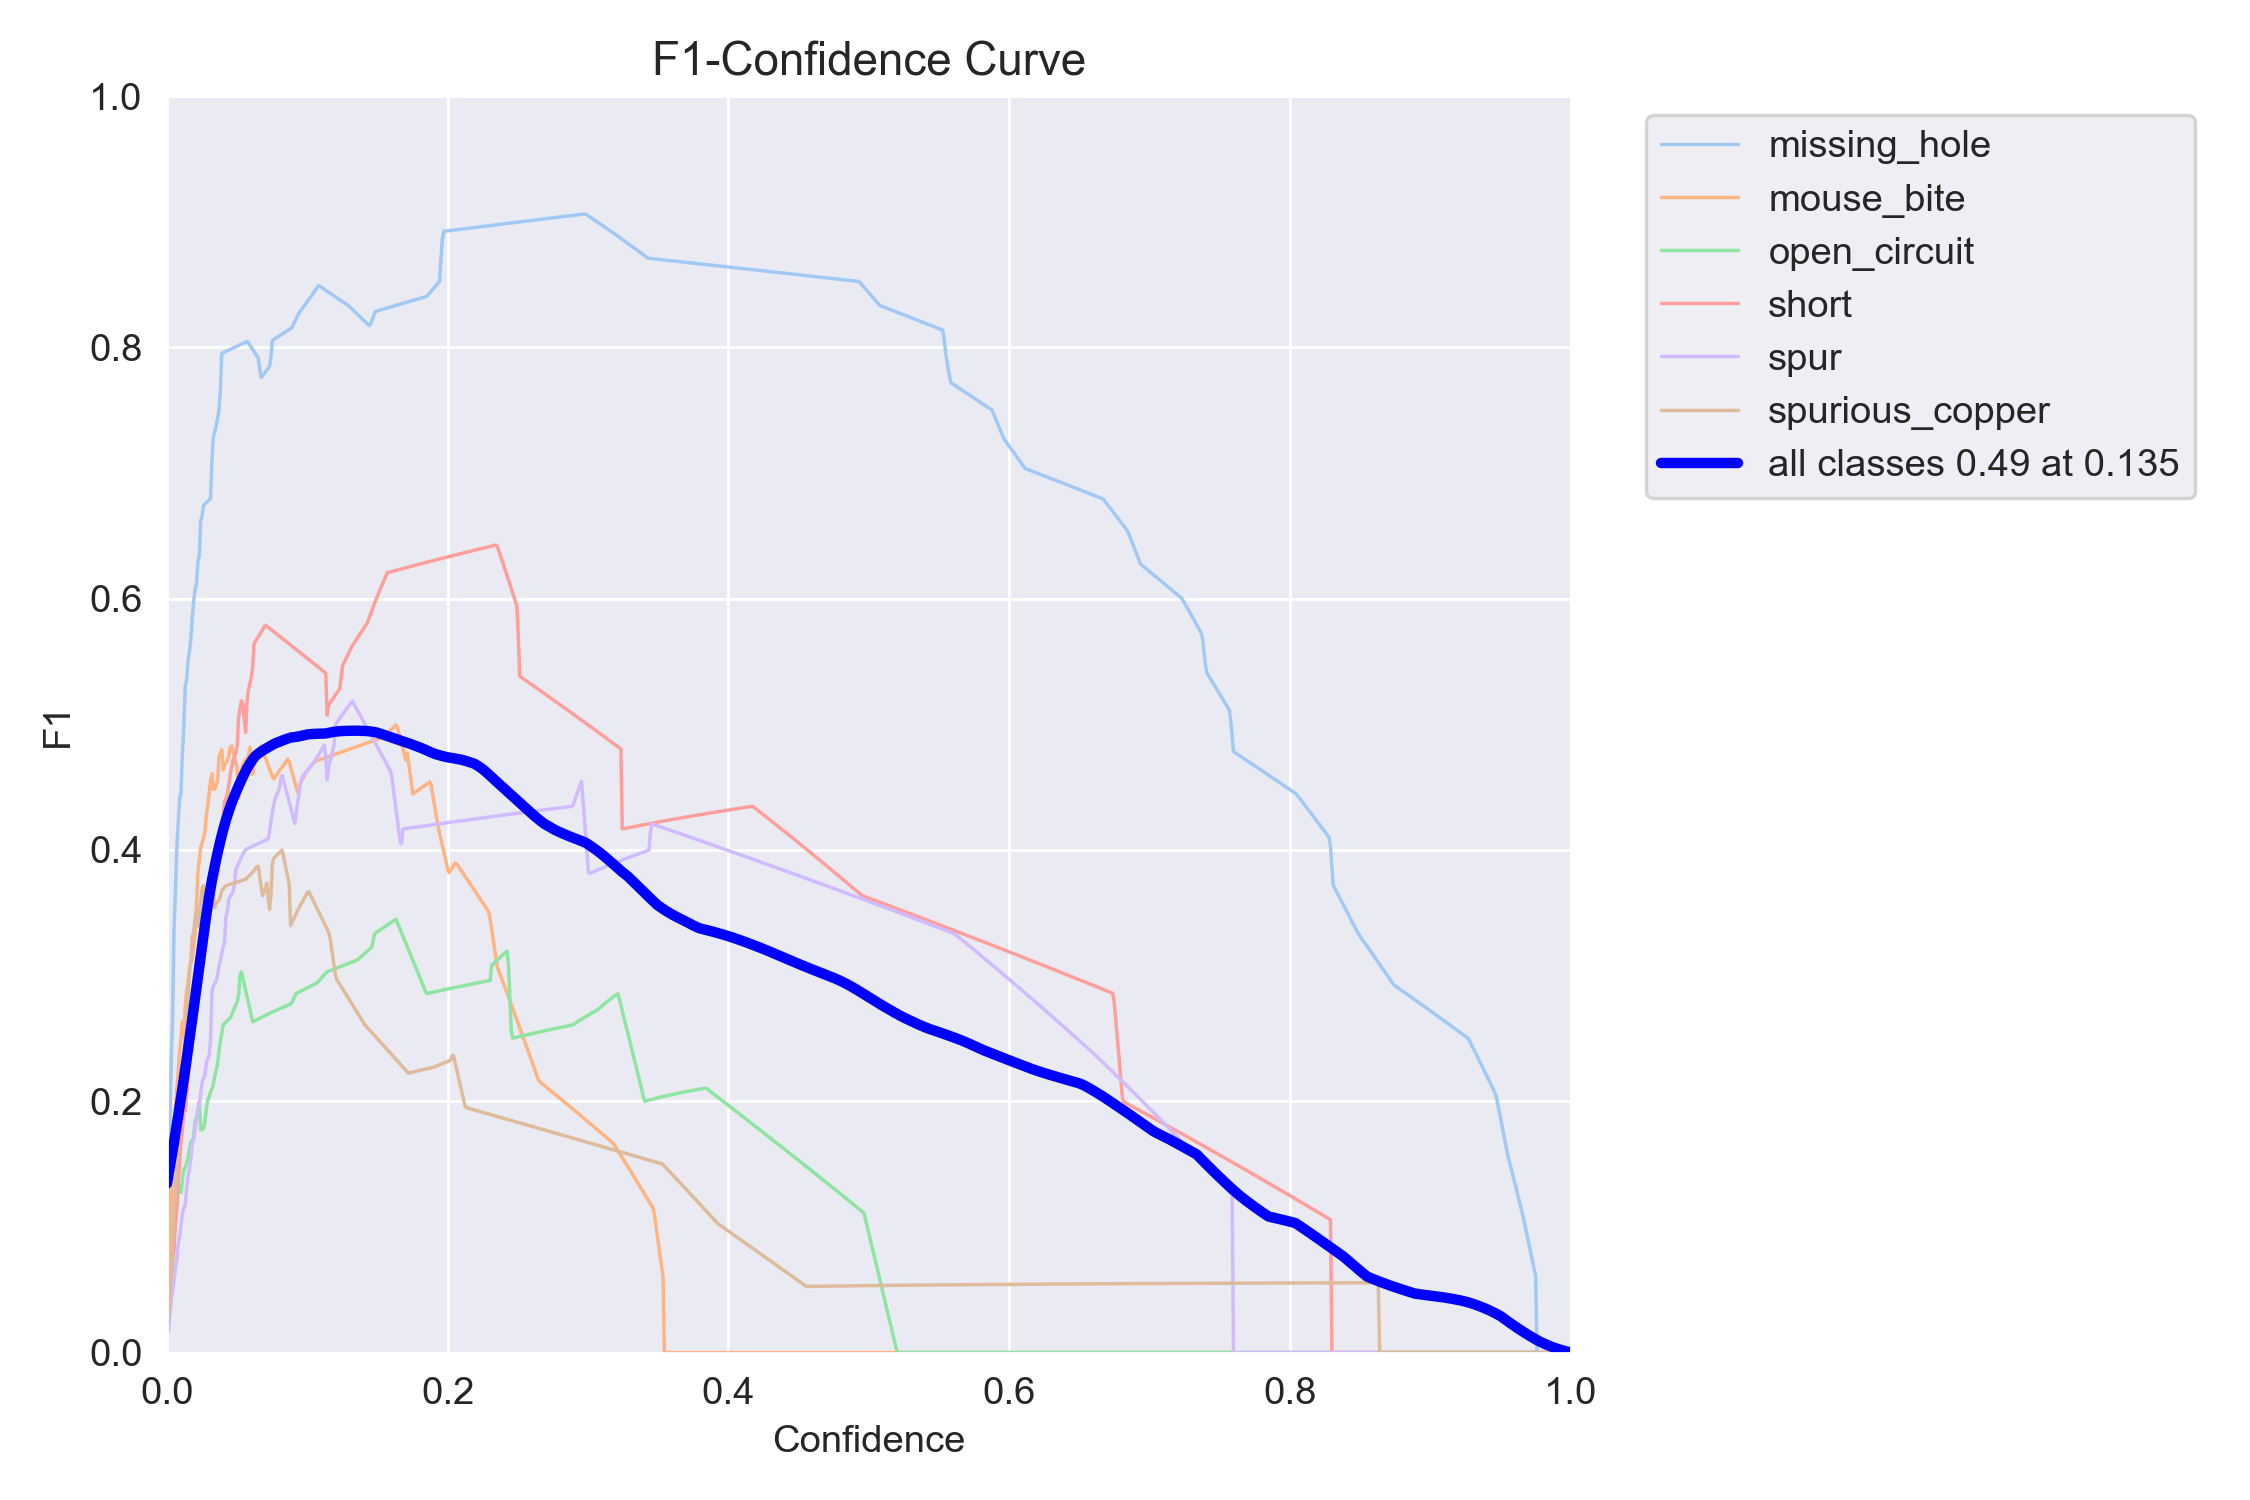 F1-Confidence Curve
1.0
0.8
0.6
0.4
0.2
0.0
F1
0.0 0.2 0.4 0.6 0.8 1.0
Confidence
missing_hole
mouse_bite
open_circuit
short
spur
spurious_copper
all classes 0.49 at 0.135